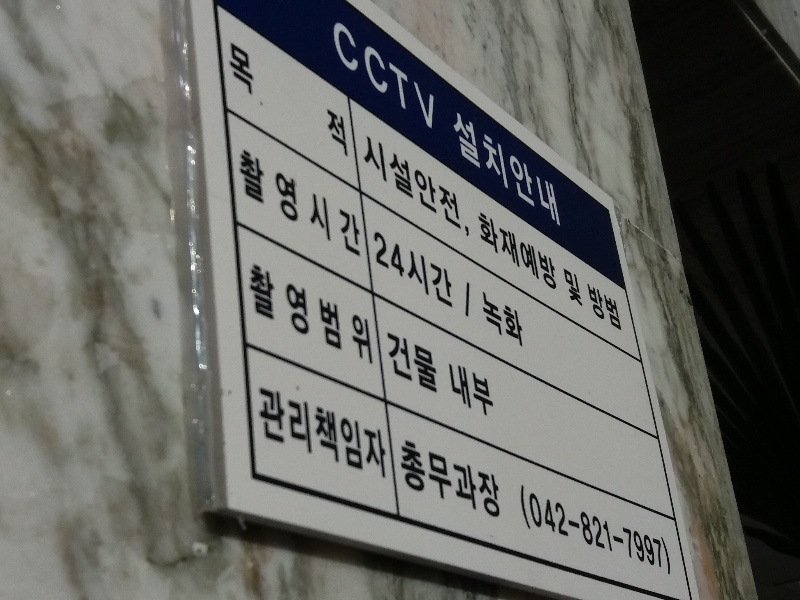 CCTV 설치안내
목 적 시설안전, 화재예방 및 방범
촬영시간 24시간 / 녹화
촬영범위 건물 내부
관리책임자 총무과장 (042-821-7997)